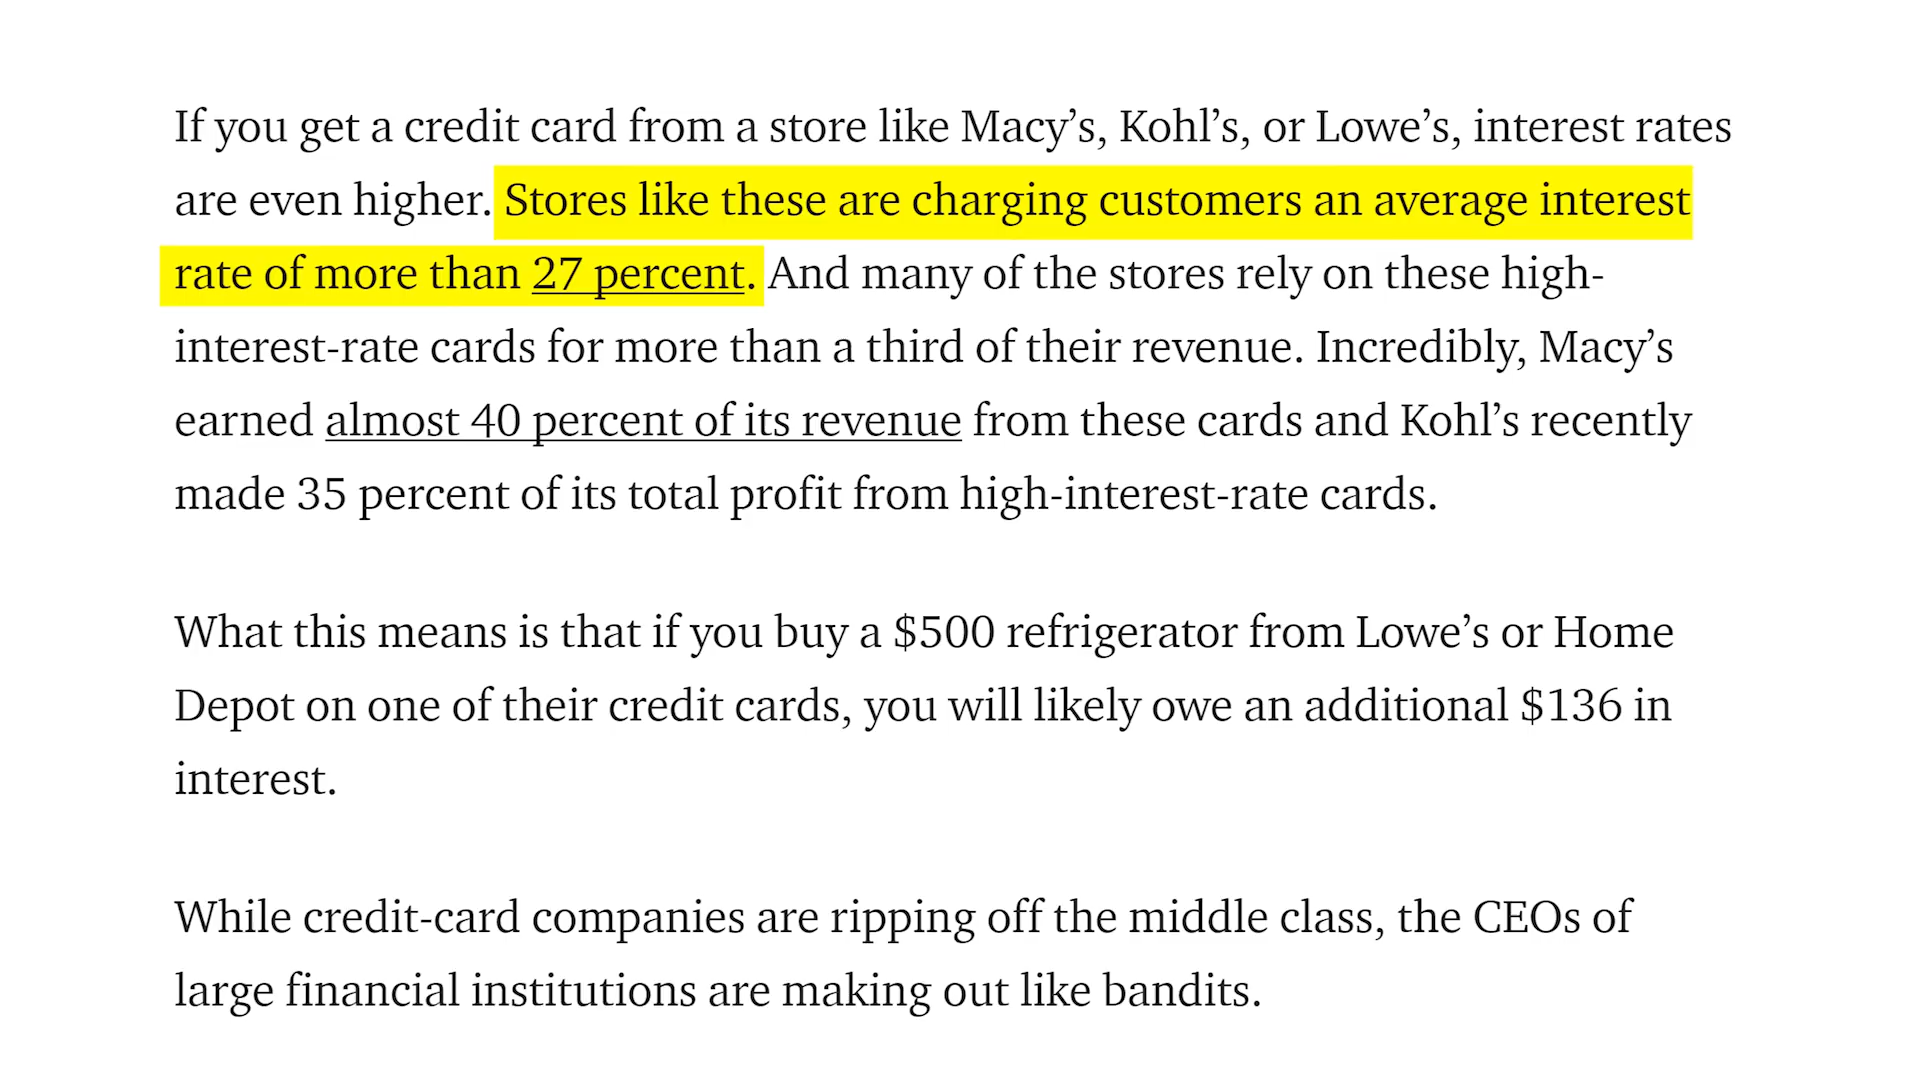 If you get a credit card from a store like Macy’s, Kohl’s, or Lowe’s, interest rates
are even higher. Stores like these are charging customers an average interest
rate of more than 27 percent. And many of the stores rely on these high-
interest-rate cards for more than a third of their revenue. Incredibly, Macy’s
earned almost 40 percent of its revenue from these cards and Kohl’s recently
made 35 percent of its total profit from high-interest-rate cards.
What this means is that if you buy a $500 refrigerator from Lowe’s or Home
Depot on one of their credit cards, you will likely owe an additional $136 in
interest.
While credit-card companies are ripping off the middle class, the CEOs of
large financial institutions are making out like bandits.